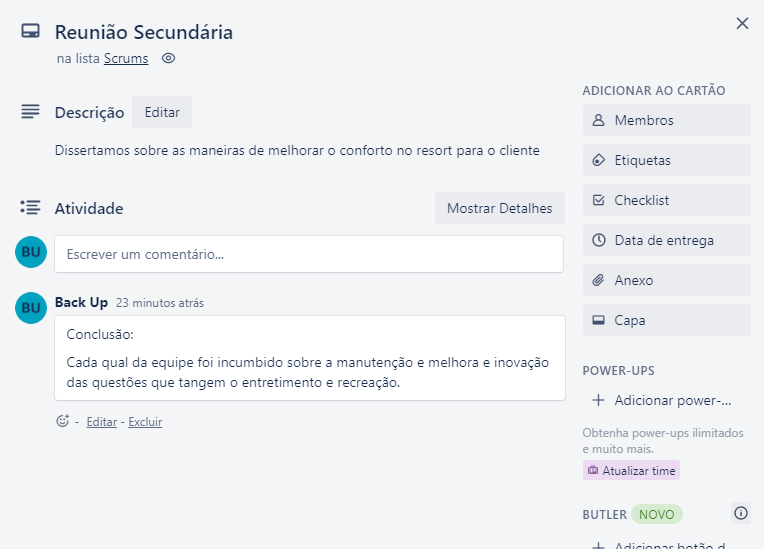 Reunião Secundária
na lista Scrums
Descrição Editar
Dissertamos sobre as maneiras de melhorar o conforto no resort para o cliente
Atividade Mostrar Detalhes
BU Escrever um comentário...
BU Back Up 23 minutos atrás
Conclusão:
Cada qual da equipe foi incumbido sobre a manutenção e melhora e inovação
das questões que tangem o entretimento e recreação.
- Editar - Excluir
ADICIONAR AO CARTÃO
Membros
Etiquetas
Checklist
Data de entrega
Anexo
Capa
POWER-UPS
+ Adicionar power-...
Obtenha power-ups ilimitados
e muito mais.
Atualizar time
BUTLER NOVO
+ Adicionar botão d